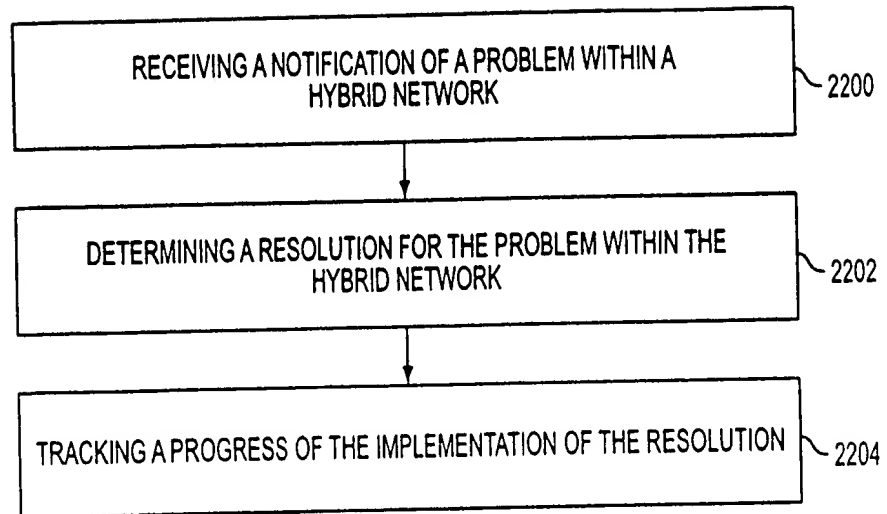 RECEIVING A NOTIFICATION OF A PROBLEM WITHIN A
HYBRID NETWORK
2200
DETERMINING A RESOLUTION FOR THE PROBLEM WITHIN THE
HYBRID NETWORK
2202
TRACKING A PROGRESS OF THE IMPLEMENTATION OF THE RESOLUTION
2204